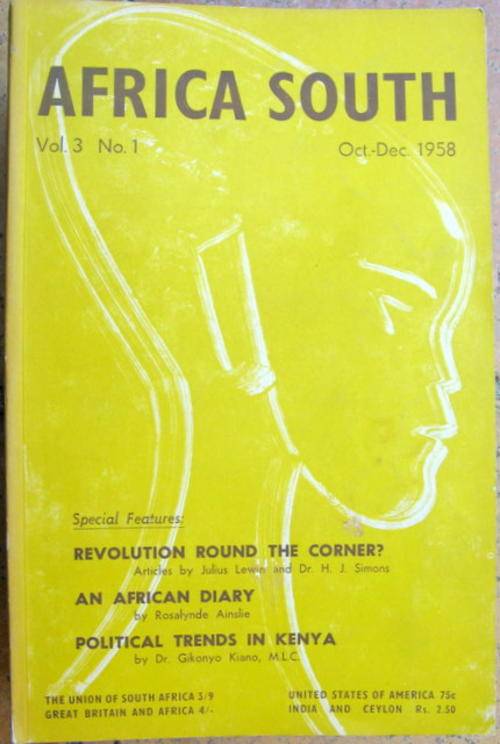 AFRICA SOUTH
Vol. 3 No. 1 Oct.-Dec. 1958
Special Features:
REVOLUTION ROUND THE CORNER?
Articles by Julius Lewin and Dr. H. J. Simons
AN AFRICAN DIARY
by Rosalynde Ainslie
POLITICAL TRENDS IN KENYA
by Dr. Gikonyo Kiano, M.L.C.
THE UNION OF SOUTH AFRICA 3/9 UNITED STATES OF AMERICA 75c
GREAT BRITAIN AND AFRICA 4/- INDIA AND CEYLON Rs. 2.50